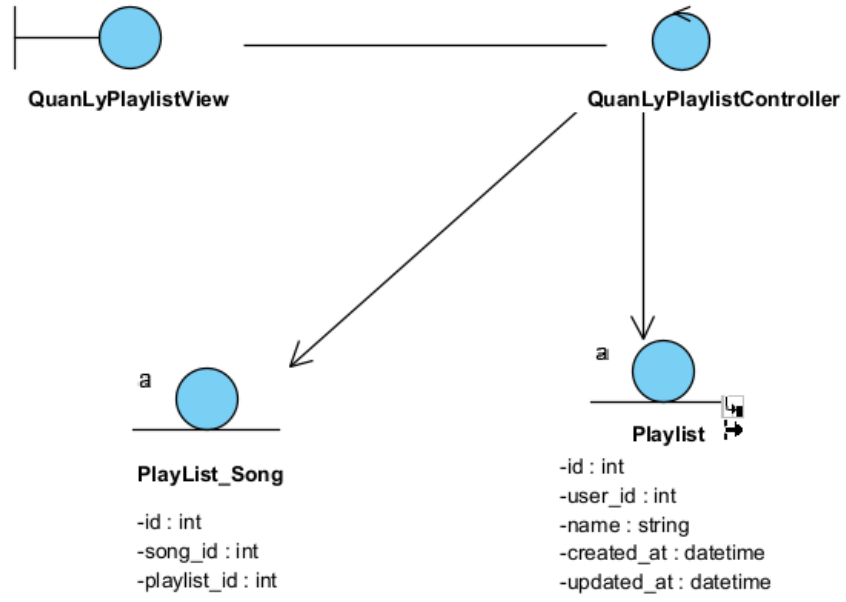 QuanLyPlaylistView
QuanLyPlaylistController
a
PlayList_Song
-id : int
-song_id : int
-playlist_id : int
a
Playlist
-id : int
-user_id : int
-name : string
-created_at : datetime
-updated_at : datetime